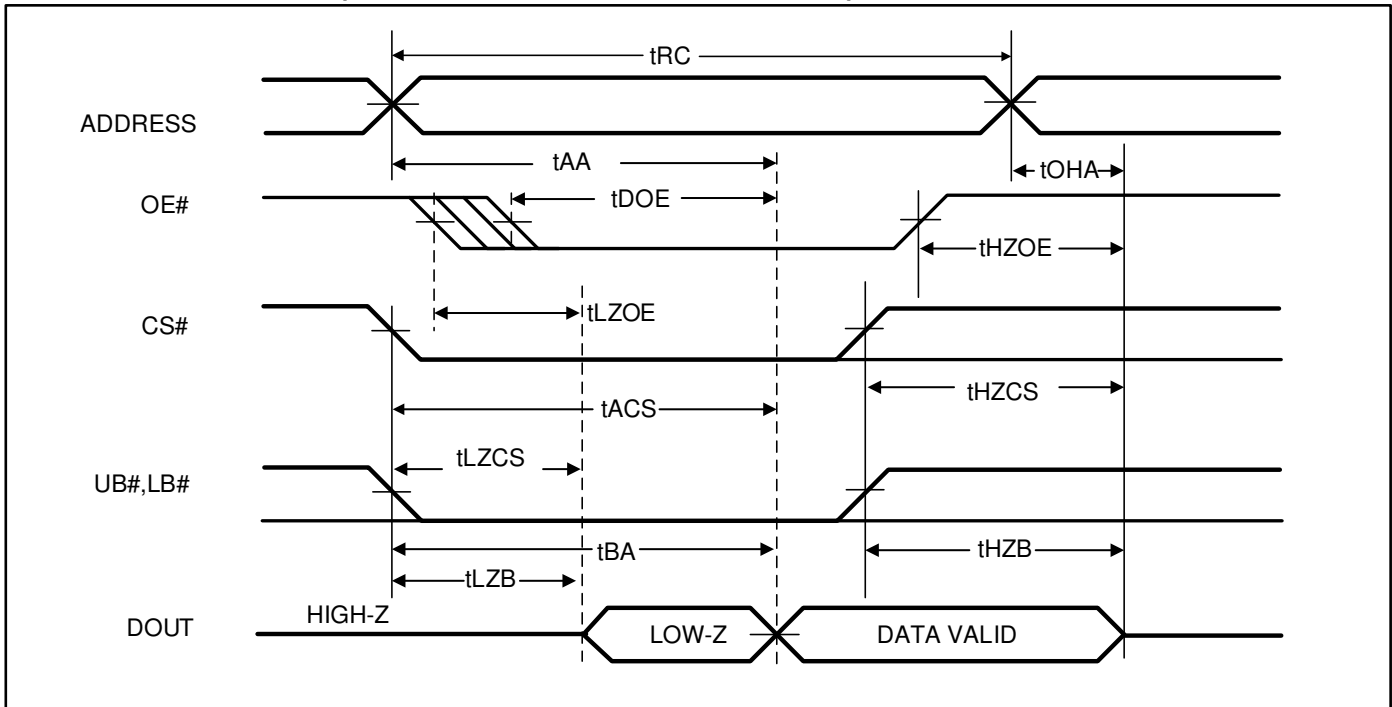 tRC
ADDRESS
tAA
tOHA
OE#
tDOE
tHZOE
tLZOE
CS#
tHZCS
tACS
tLZCS
UB#,LB#
tBA
tHZB
tLZB
HIGH-Z
DOUT
LOW-Z
DATA VALID